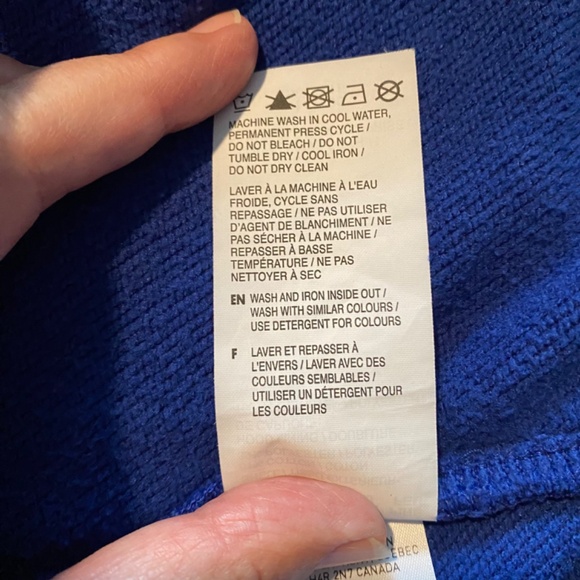 MACHINE WASH IN COOL WATER,
PERMANENT PRESS CYCLE /
DO NOT BLEACH / DO NOT
TUMBLE DRY / COOL IRON /
DO NOT DRY CLEAN
LAVER À LA MACHINE À L'EAU
FROIDE, CYCLE SANS
REPASSAGE / NE PAS UTILISER
D'AGENT DE BLANCHIMENT / NE
PAS SÉCHER À LA MACHINE /
REPASSER À BASSE
TEMPÉRATURE / NE PAS
NETTOYER À SEC
EN WASH AND IRON INSIDE OUT /
WASH WITH SIMILAR COLOURS /
USE DETERGENT FOR COLOURS
F LAVER ET REPASSER À
L'ENVERS / LAVER AVEC DES
COULEURS SEMBLABLES /
UTILISER UN DÉTERGENT POUR
LES COULEURS
H4R 2N7 CANADA